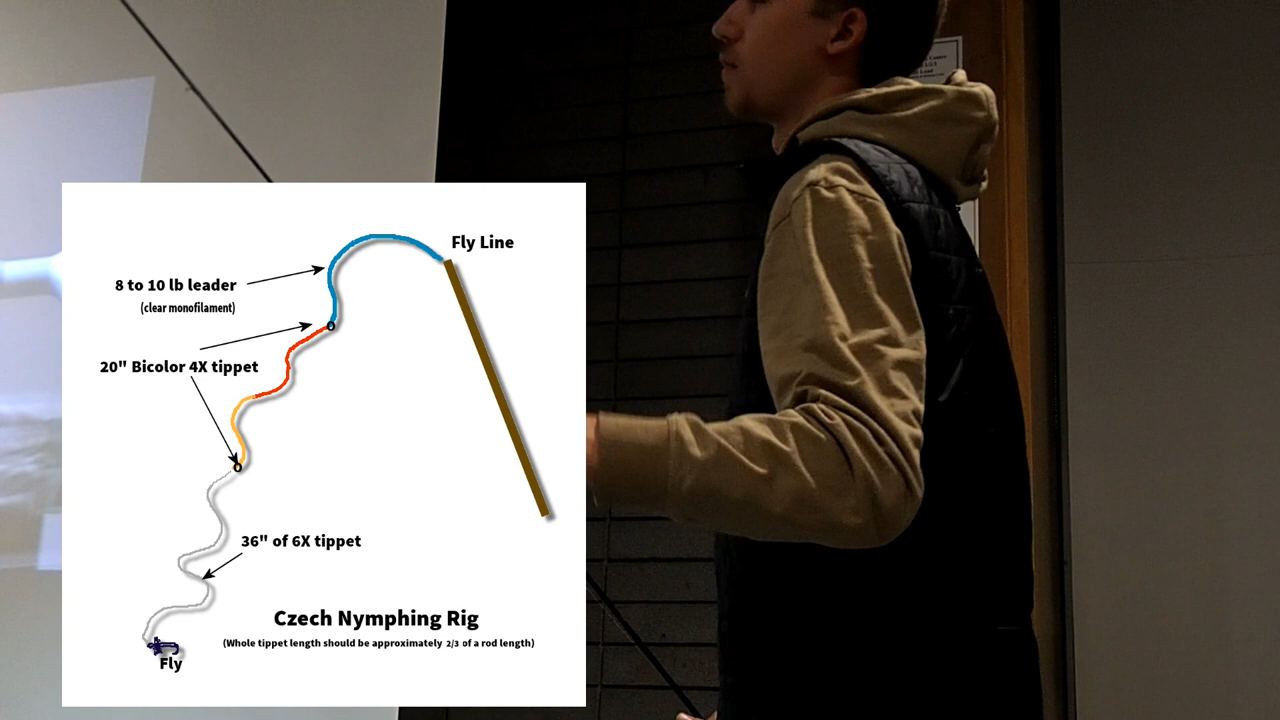 Fly Line
8 to 10 lb leader
(clear monofilament)
20" Bicolor 4X tippet
36" of 6X tippet
Czech Nymphing Rig
(Whole tippet length should be approximately 2/3 of a rod length)
Fly